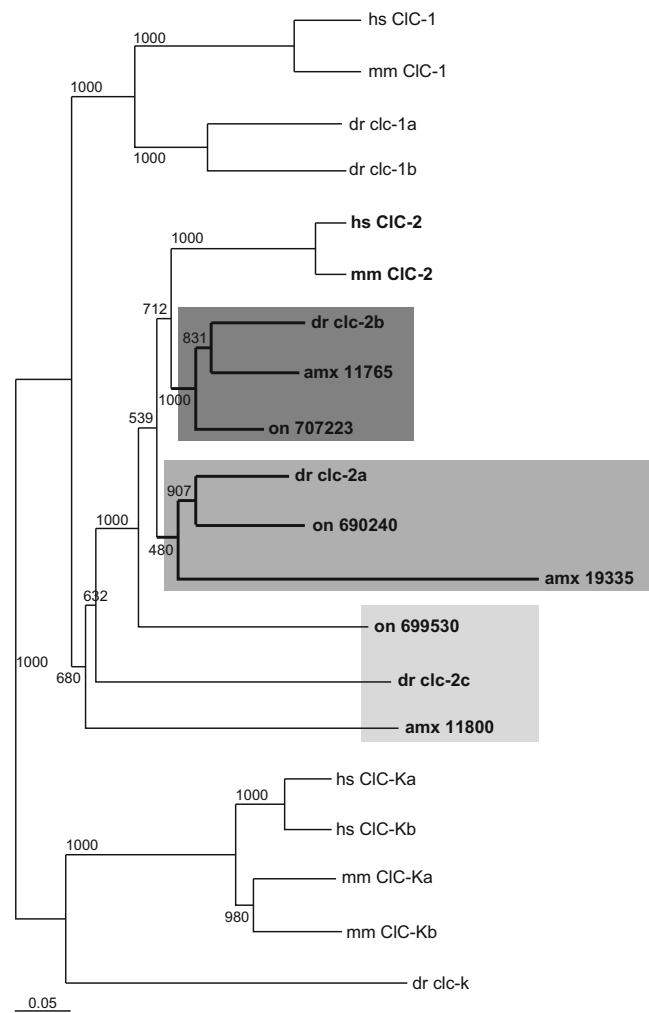 hs ClC-1
1000
mm ClC-1
1000
dr clc-1a
1000
dr clc-1b
hs ClC-2
1000
mm ClC-2
712
dr clc-2b
831
amx 11765
1000
on 707223
539
dr clc-2a
907
on 690240
1000
480
amx 19335
632
on 699530
1000
680
dr clc-2c
amx 11800
hs ClC-Ka
1000
hs ClC-Kb
1000
mm ClC-Ka
980
mm ClC-Kb
dr clc-k
0.05